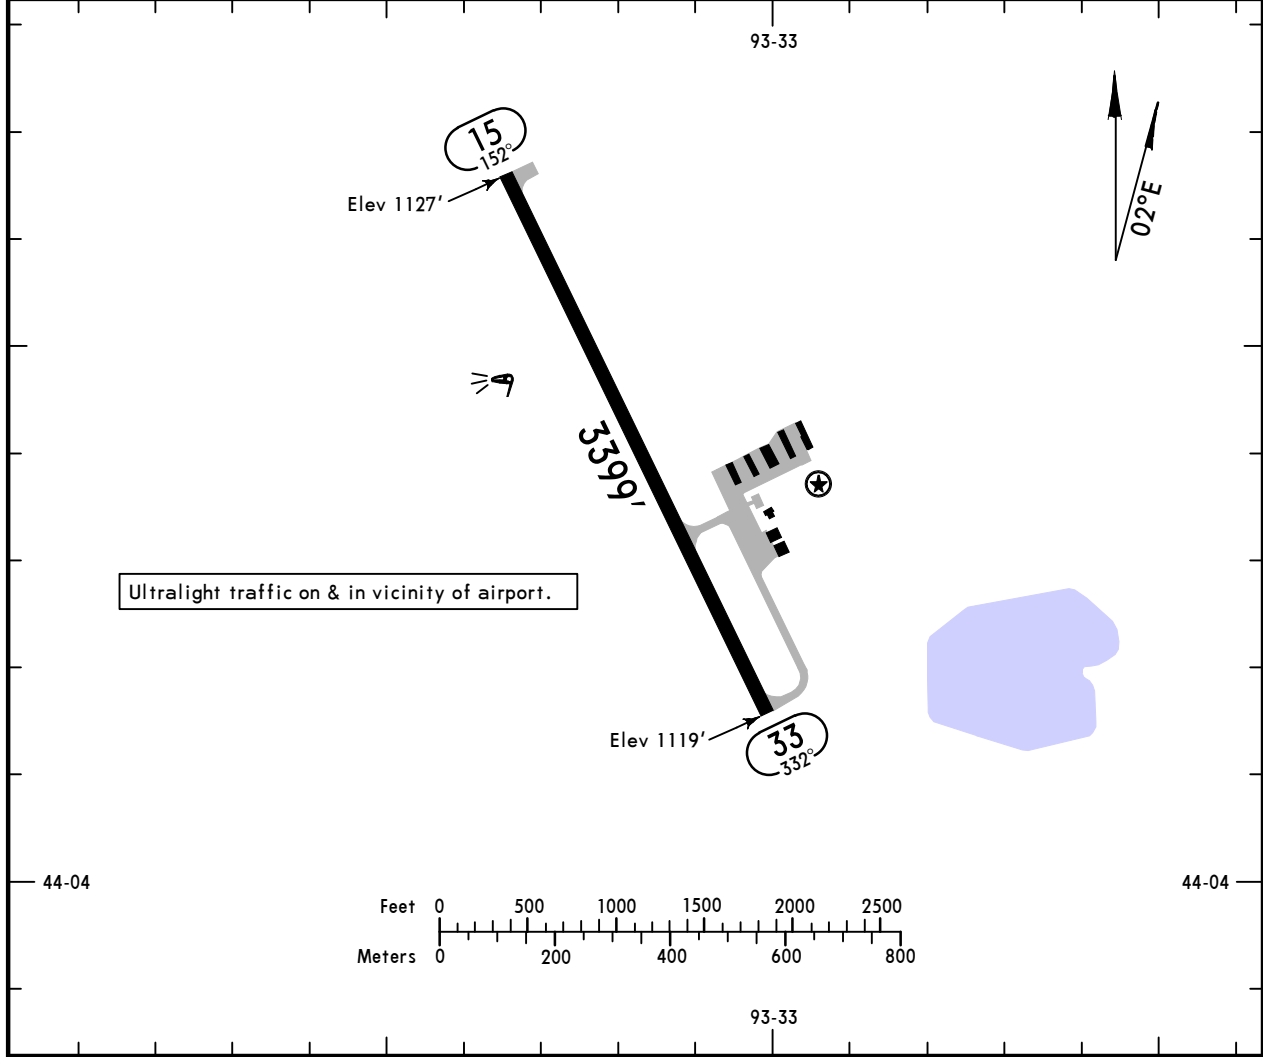 93-33
15
152°
Elev 1127'
02°E
3399'
Ultralight traffic on & in vicinity of airport.
Elev 1119'
33
332°
44-04
44-04
Feet 0 500 1000 1500 2000 2500
Meters 0 200 400 600 800
93-33